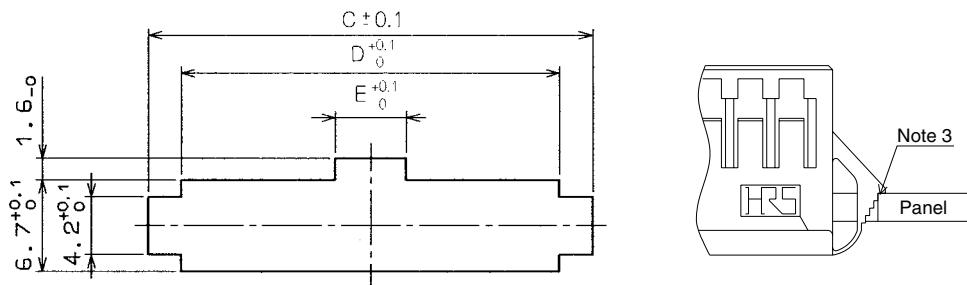 C ± 0.1
D +0.1 0
E +0.1 0
1.6 -0
6.7 +0.1 0
4.2 +0.1 0
Note 3
HRS
Panel